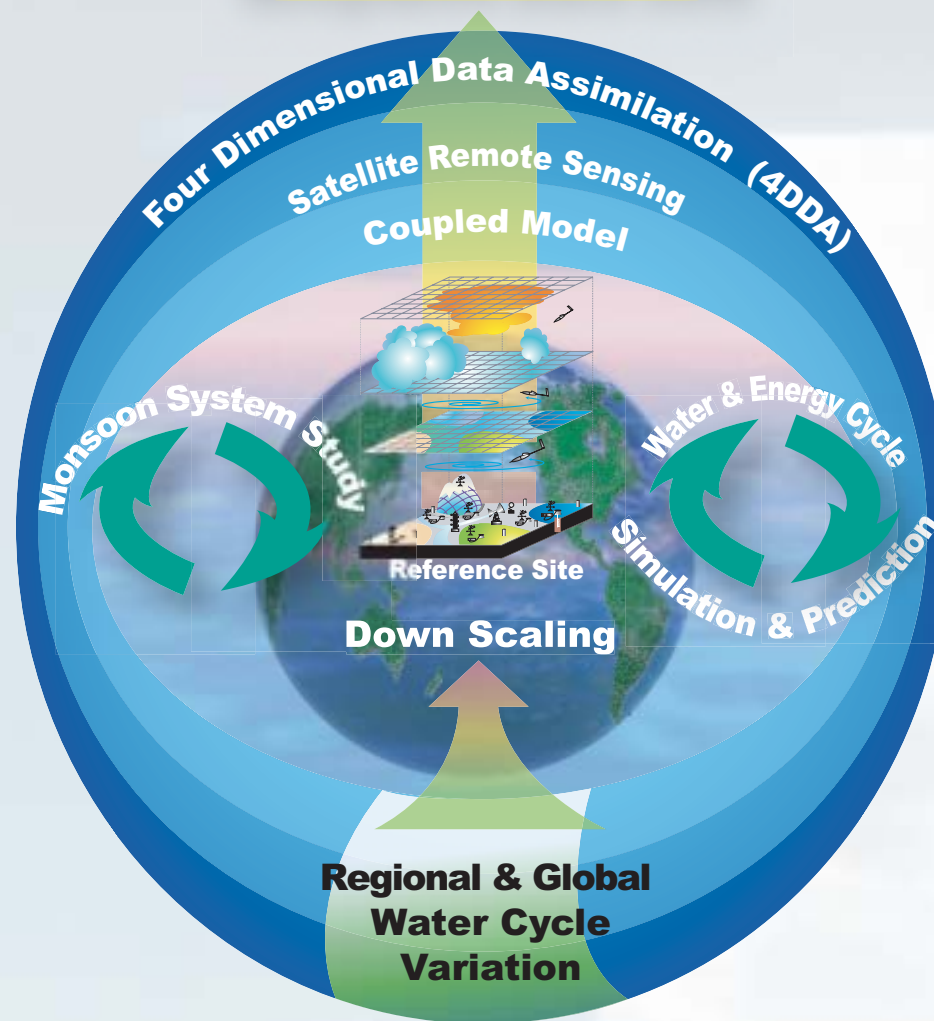 Four Dimensional Data Assimilation (4DDA)
Satellite Remote Sensing
Coupled Model
Monsoon System Study
Water & Energy Cycle
Simulation & Prediction
Reference Site
Down Scaling
Regional & Global
Water Cycle
Variation